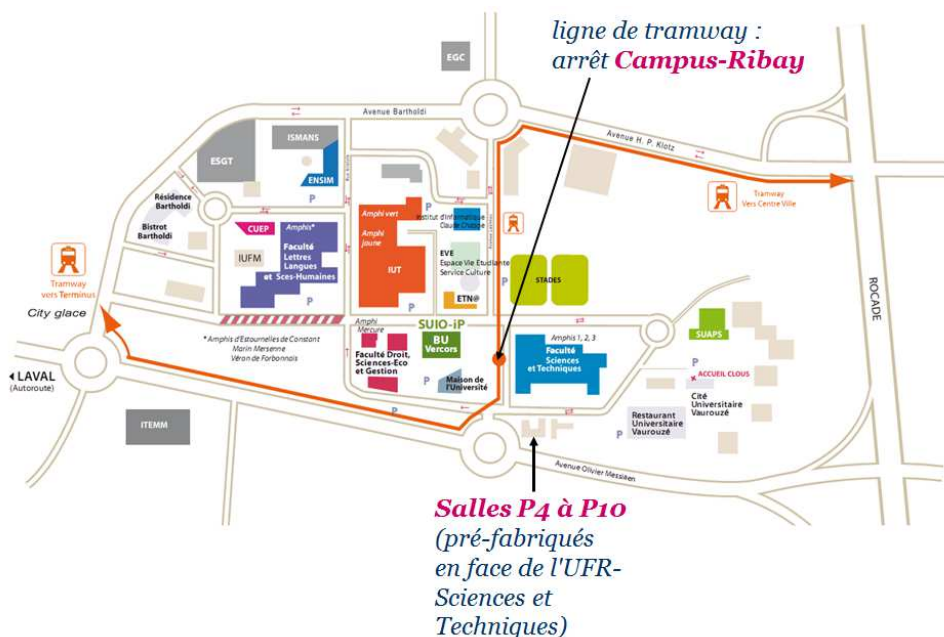 ligne de tramway :
arrêt Campus-Ribay
EGC
Avenue Bartholdi
Avenue H. P. Klotz
ISMANS
ESGT
ENSIM
Tramway
Vers Centre Ville
Résidence
Bartholdi
Bistrot
Bartholdi
P
CUEP
Amphis*
Faculté
Lettres
Langues
et Sces-Humaines
IUFM
P
Amphi vert
Amphi
Jaune
IUT
P
Institut d'Informatique
Claude Chappe
EVE
Espace Vie Etudiante
Service Culture
ETN@
P
STADES
ROCADE
Tramway
vers Terminus
City glace
* Amphis d'Estournelles de Constant
Marin Mersenne
Véron de Forbonnais
Amphi
Mercure
SUIO-iP
BU
Vercors
Faculté Droit,
Sciences-Eco
et Gestion
P
Maison de
l'Université
P
Amphis 1, 2, 3
Faculté
Sciences
et Techniques
P
SUAPS
ACCUEIL CLOUS
Cité
Universitaire
Vaurouzé
Restaurant
Universitaire
Vaurouzé
P
LAVAL
(Autoroute)
ITEMM
Avenue Olivier Messiaen
Salles P4 à P10
(pré-fabriqués
en face de l'UFR-
Sciences et
Techniques)